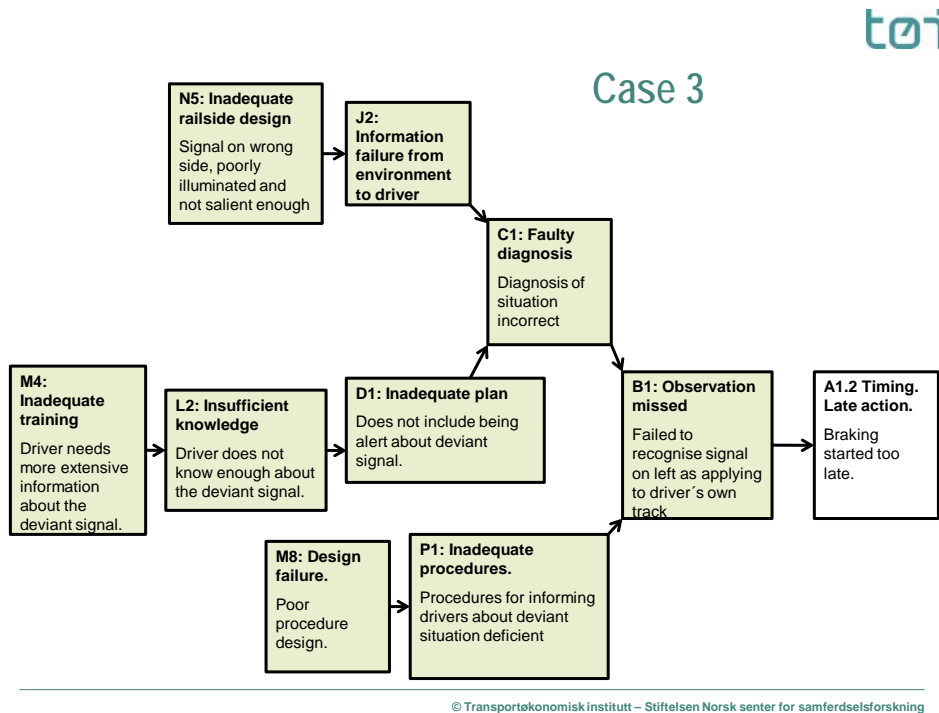 tøi
Case 3
N5: Inadequate
railside design
Signal on wrong
side, poorly
illuminated and
not salient enough
J2:
Information
failure from
environment
to driver
C1: Faulty
diagnosis
Diagnosis of
situation
incorrect
M4:
Inadequate
training
Driver needs
more extensive
information
about the
deviant signal.
L2: Insufficient
knowledge
Driver does not
know enough about
the deviant signal.
D1: Inadequate plan
Does not include being
alert about deviant
signal.
B1: Observation
missed
Failed to
recognise signal
on left as applying
to driver´s own
track
A1.2 Timing.
Late action.
Braking
started too
late.
M8: Design
failure.
Poor
procedure
design.
P1: Inadequate
procedures.
Procedures for informing
drivers about deviant
situation deficient
© Transportøkonomisk institutt – Stiftelsen Norsk senter for samferdselsforskning